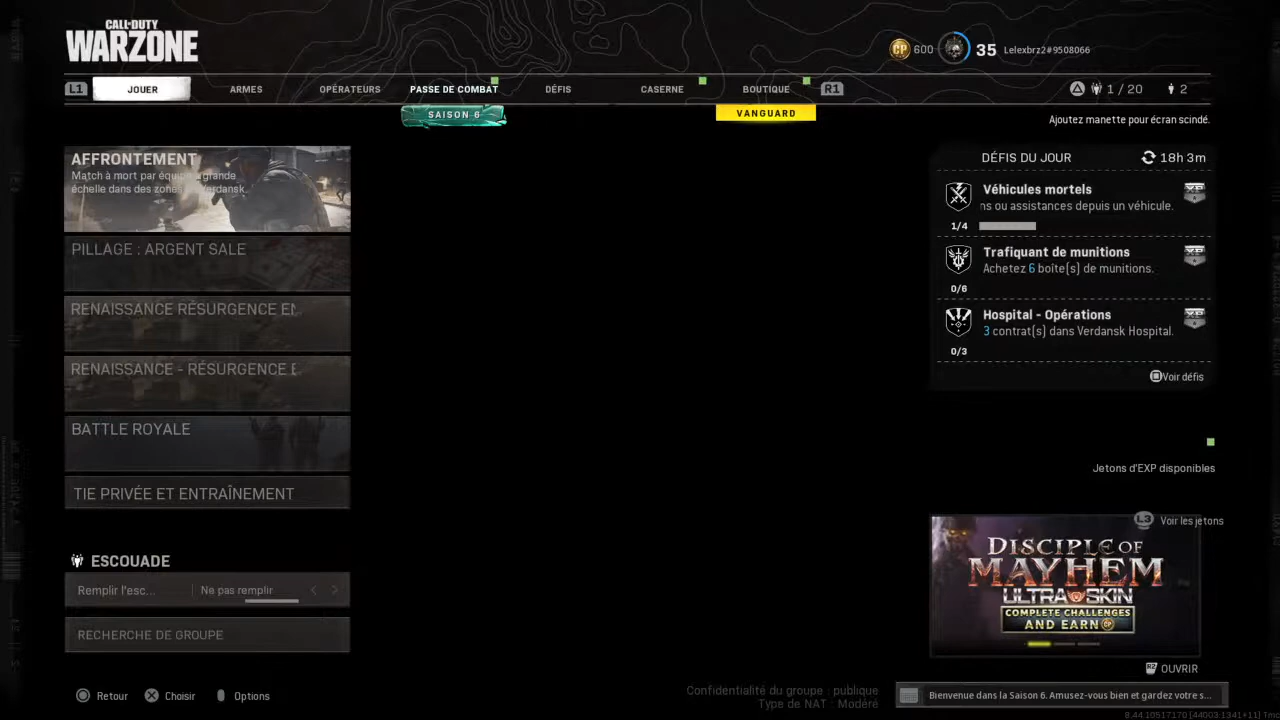 CALL OF DUTY
WARZONE
CP 600 35 Lelexbrz2#9508066
L1 JOUER ARMES OPÉRATEURS PASSE DE COMBAT DÉFIS CASERNE BOUTIQUE R1 1 / 20 2
SAISON 6 VANGUARD
Ajoutez manette pour écran scindé.
AFFRONTEMENT
Match à mort par équipe à grande
échelle dans des zones de Verdansk.
PILLAGE : ARGENT SALE
RENAISSANCE RÉSURGENCE EN
RENAISSANCE - RÉSURGENCE E
BATTLE ROYALE
TIE PRIVÉE ET ENTRAÎNEMENT
ESCOUADE
Remplir l'esc... Ne pas remplir
RECHERCHE DE GROUPE
DÉFIS DU JOUR 18h 3m
Véhicules mortels XP
ns ou assistances depuis un véhicule.
1/4
Trafiquant de munitions XP
Achetez 6 boîte(s) de munitions.
0/6
Hospital - Opérations XP
3 contrat(s) dans Verdansk Hospital.
0/3
Voir défis
Jetons d'EXP disponibles
L3 Voir les jetons
DISCIPLE OF
MAYHEM
ULTRA SKIN
COMPLETE CHALLENGES
AND EARN CP
R2 OUVRIR
Retour Choisir Options
Confidentialité du groupe : publique
Type de NAT : Modéré
Bienvenue dans la Saison 6. Amusez-vous bien et gardez votre s...